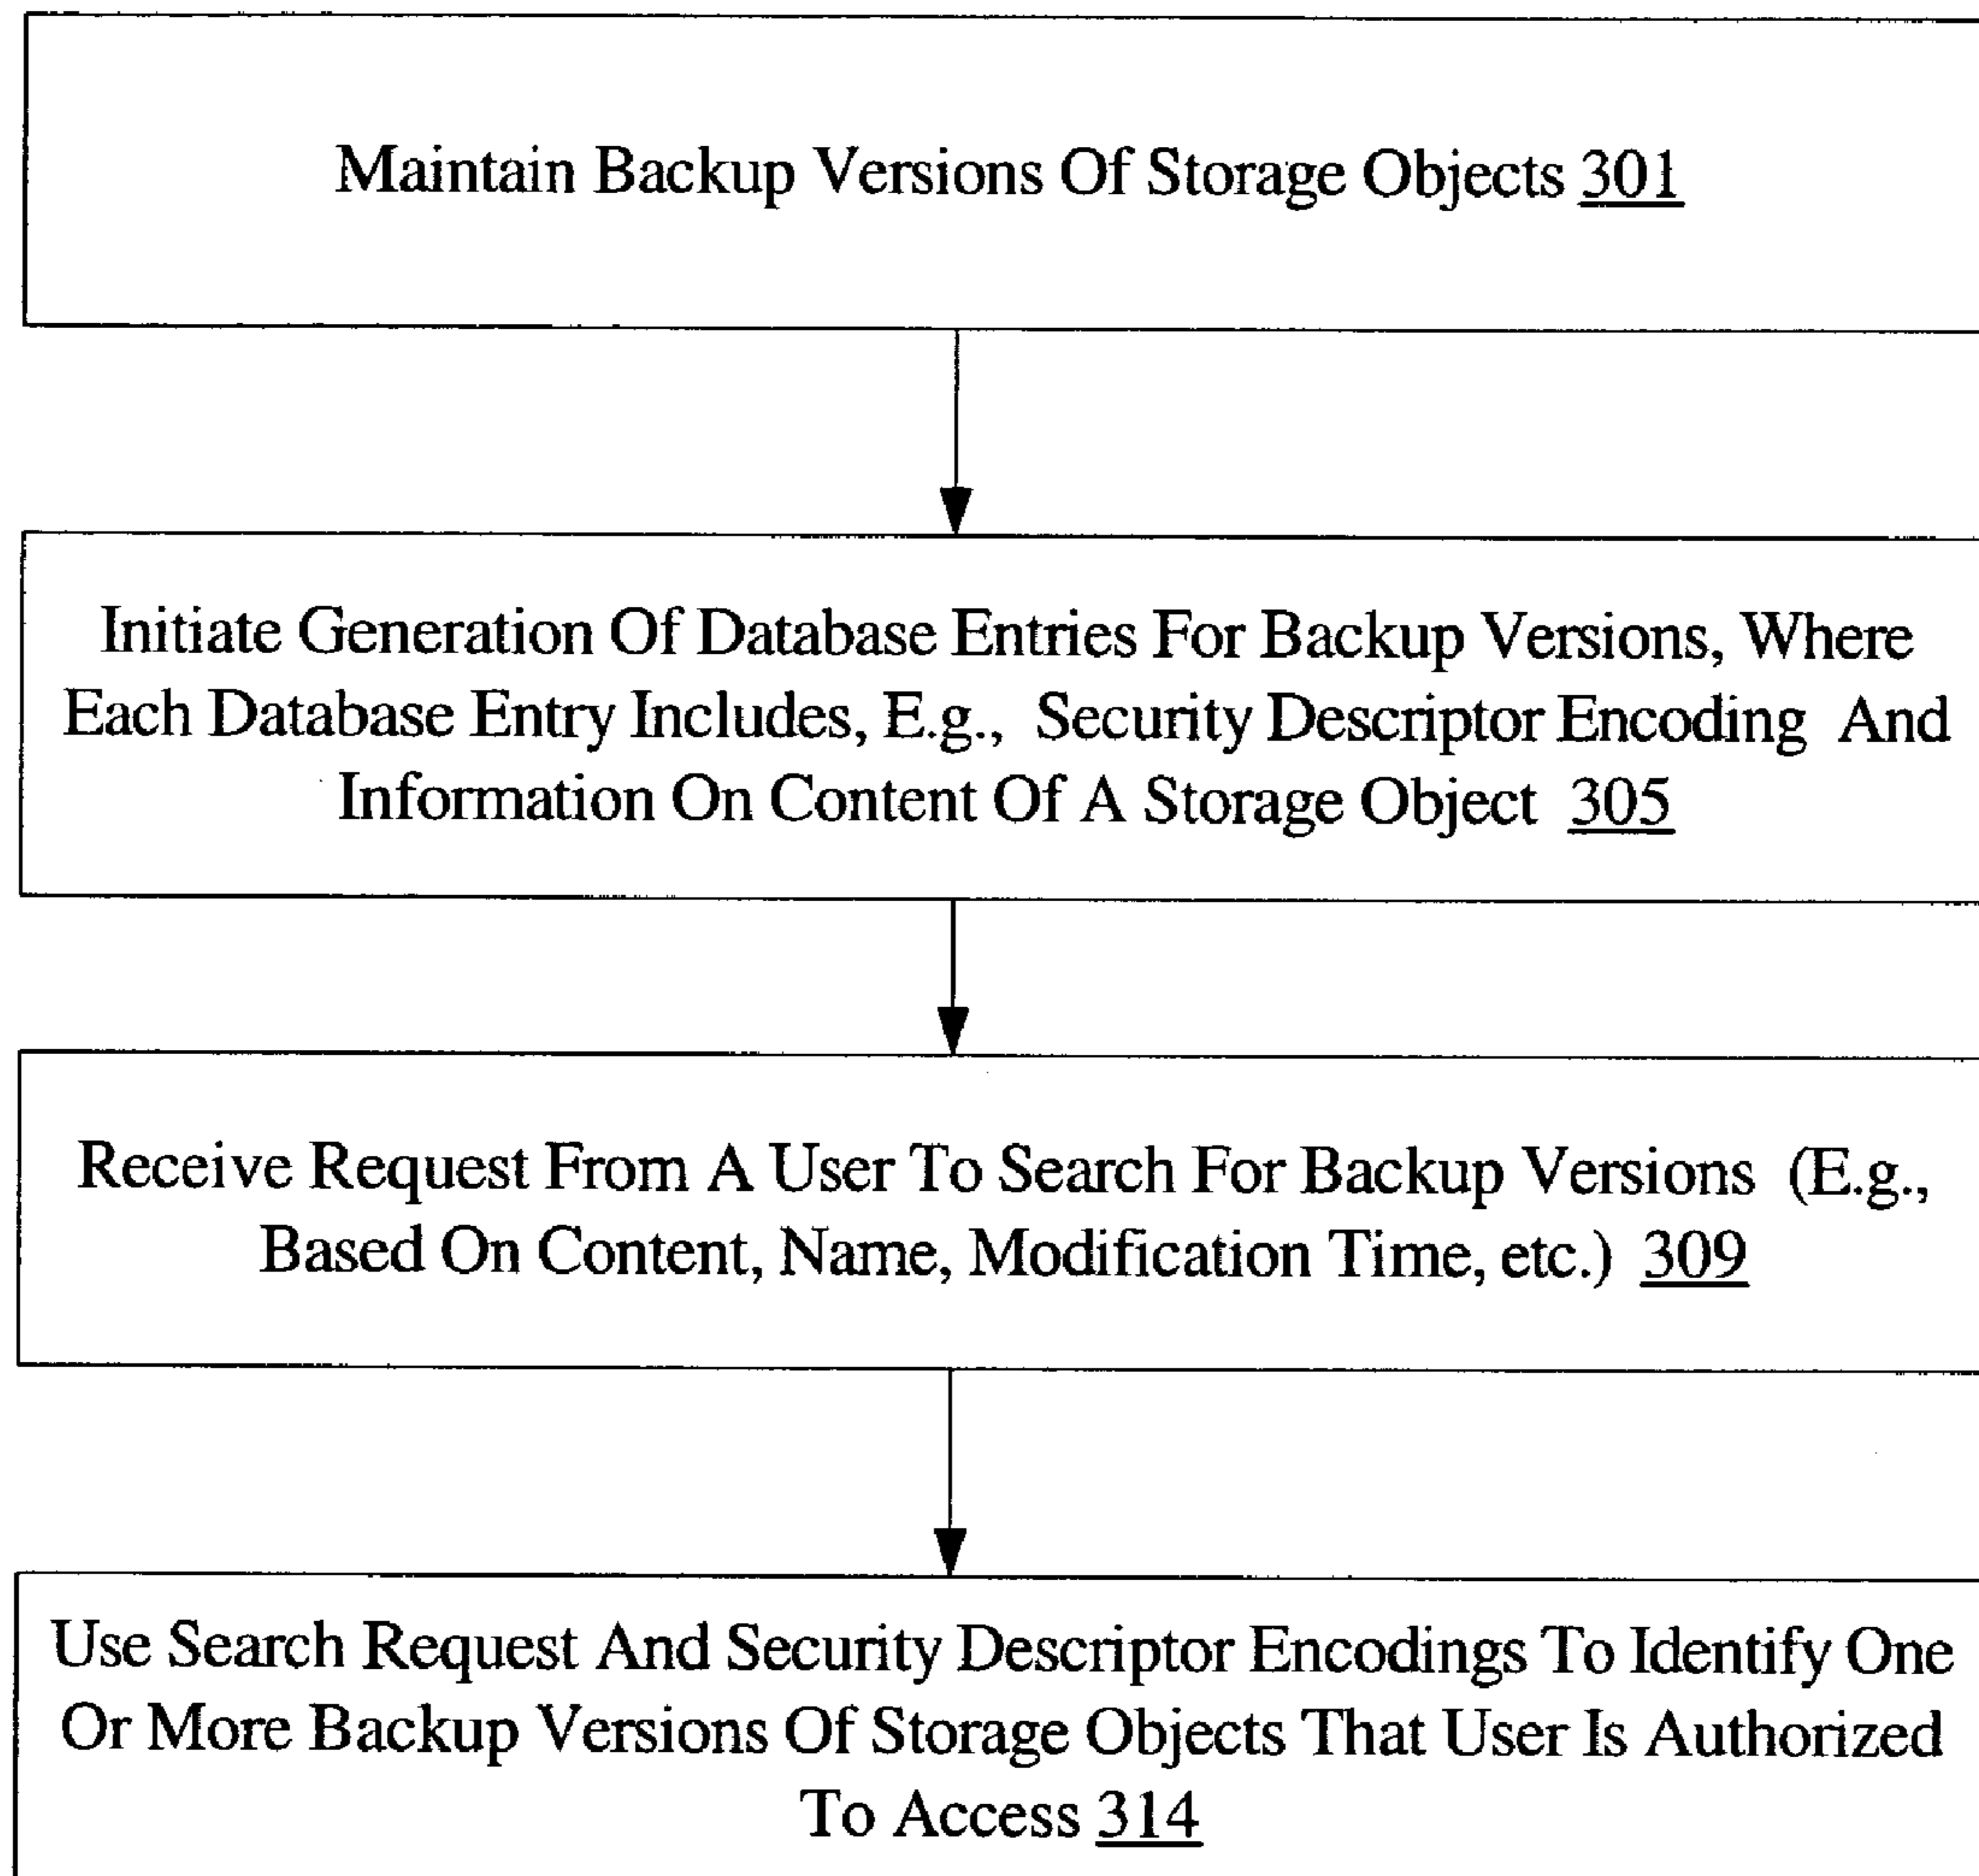 Maintain Backup Versions Of Storage Objects 301
Initiate Generation Of Database Entries For Backup Versions, Where
Each Database Entry Includes, E.g., Security Descriptor Encoding And
Information On Content Of A Storage Object 305
Receive Request From A User To Search For Backup Versions (E.g.,
Based On Content, Name, Modification Time, etc.) 309
Use Search Request And Security Descriptor Encodings To Identify One
Or More Backup Versions Of Storage Objects That User Is Authorized
To Access 314